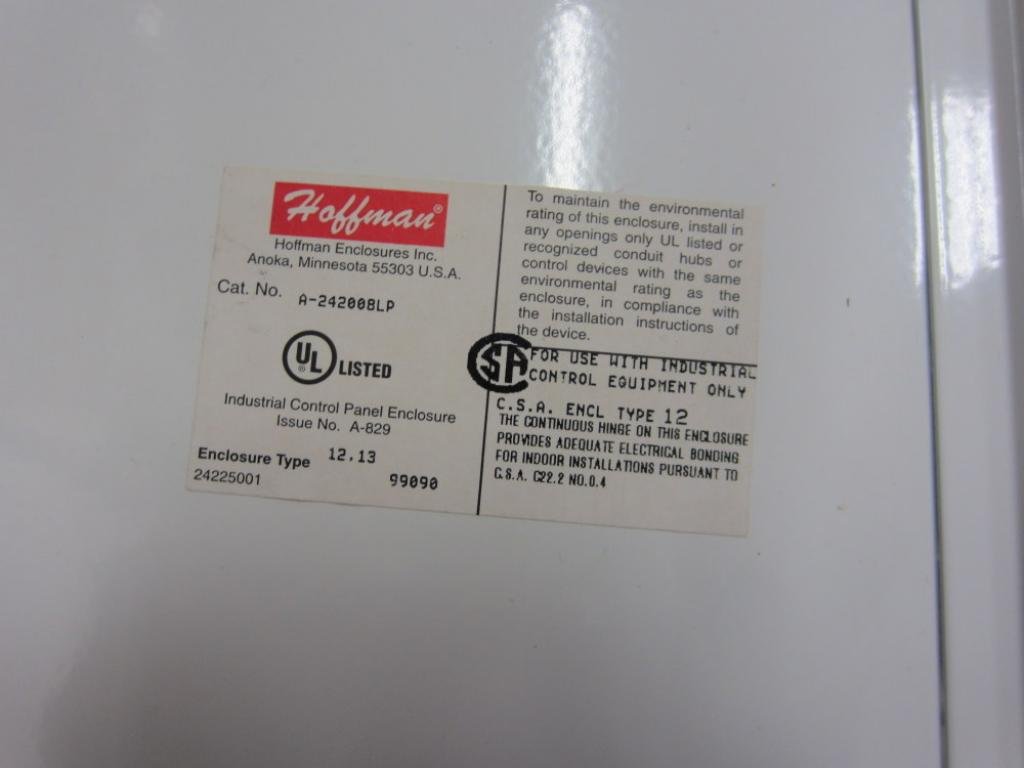 Hoffman®
Hoffman Enclosures Inc.
Anoka, Minnesota 55303 U.S.A.
Cat. No. A-242008LP
UL ® LISTED
Industrial Control Panel Enclosure
Issue No. A-829
Enclosure Type 12,13
24225001 99090
To maintain the environmental
rating of this enclosure, install in
any openings only UL listed or
recognized conduit hubs or
control devices with the same
environmental rating as the
enclosure, in compliance with
the installation instructions of
the device.
SA FOR USE WITH INDUSTRIAL
CONTROL EQUIPMENT ONLY
C.S.A. ENCL TYPE 12
THE CONTINUOUS HINGE ON THIS ENCLOSURE
PROVIDES ADEQUATE ELECTRICAL BONDING
FOR INDOOR INSTALLATIONS PURSUANT TO
C.S.A. C22.2 NO.0.4